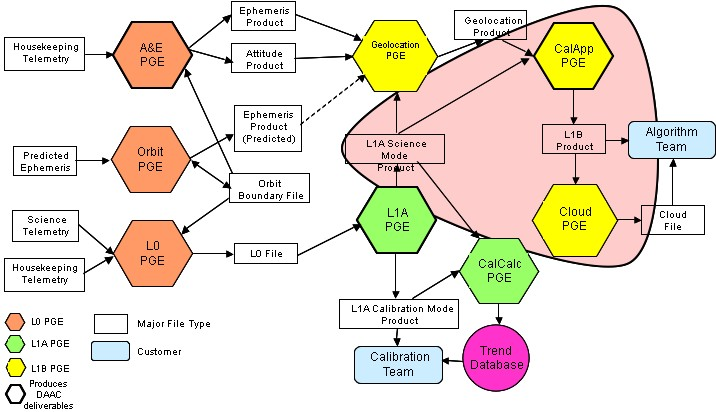 Housekeeping
Telemetry
A&E
PGE
Ephemeris
Product
Attitude
Product
Geolocation
PGE
Geolocation
Product
CalApp
PGE
Ephemeris
Product
(Predicted)
Predicted
Ephemeris
Orbit
PGE
Orbit
Boundary File
L1A Science
Mode
Product
L1B
Product
Algorithm
Team
Science
Telemetry
Housekeeping
Telemetry
L0
PGE
L0 File
L1A
PGE
Cloud
PGE
Cloud
File
CalCalc
PGE
L1A Calibration Mode
Product
Calibration
Team
Trend
Database
L0 PGE
L1A PGE
L1B PGE
Produces
DAAC
deliverables
Major File Type
Customer